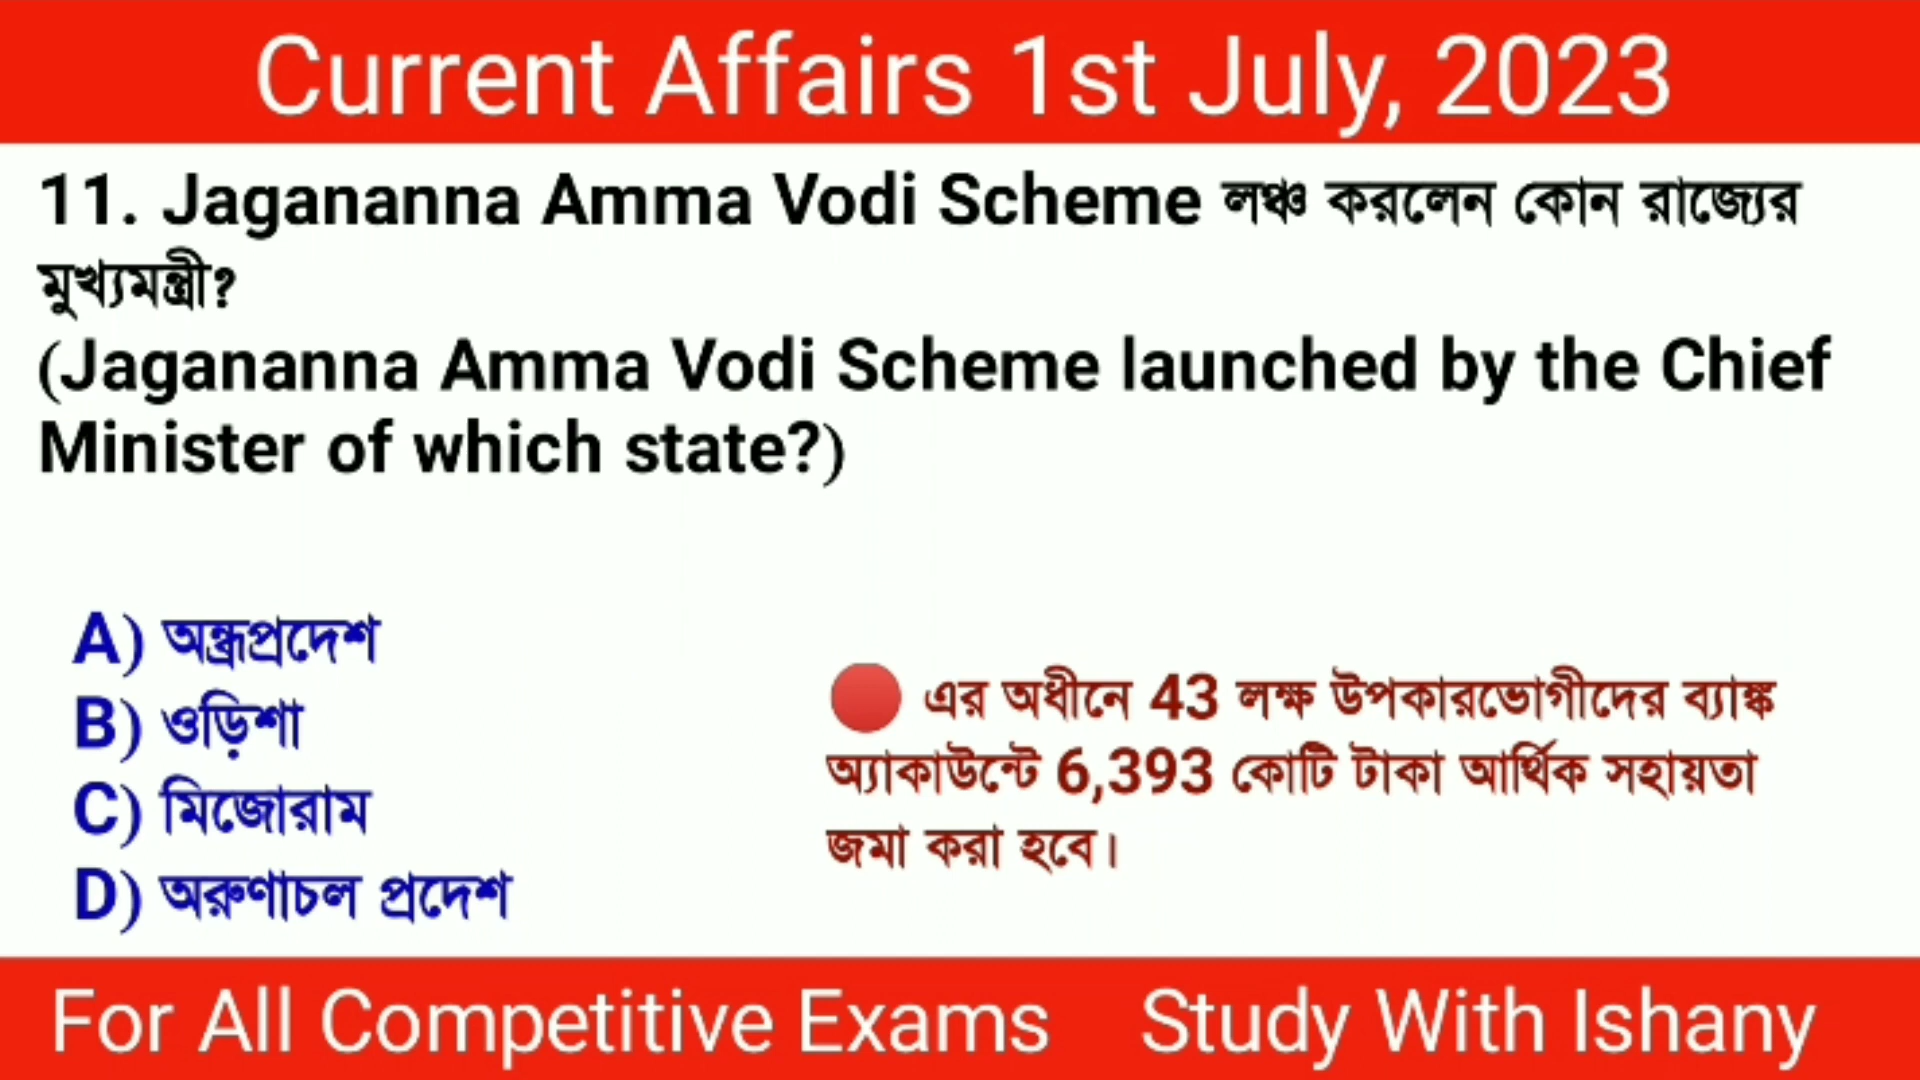 Current Affairs 1st July, 2023
11. Jagananna Amma Vodi Scheme লঞ্চ করলেন কোন রাজ্যের
মুখ্যমন্ত্রী?
(Jagananna Amma Vodi Scheme launched by the Chief
Minister of which state?)
A) অন্ধ্রপ্রদেশ
B) ওড়িশা
C) মিজোরাম
D) অরুণাচল প্রদেশ
🔴 এর অধীনে 43 লক্ষ উপকারভোগীদের ব্যাঙ্ক
অ্যাকাউন্টে 6,393 কোটি টাকা আর্থিক সহায়তা
জমা করা হবে।
For All Competitive Exams Study With Ishany